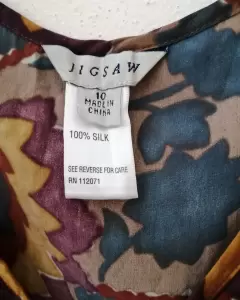 JIGSAW
10
MADE IN
CHINA
100% SILK
SEE REVERSE FOR CARE
RN 112071